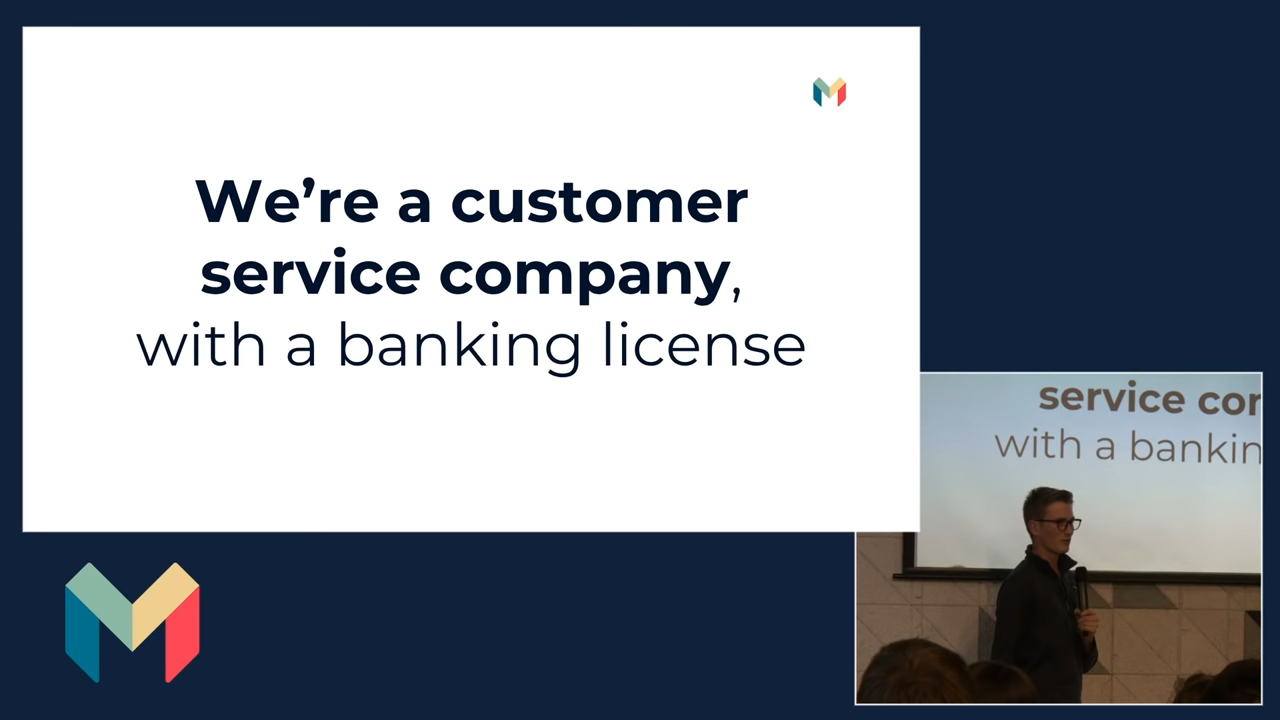 We’re a customer
service company,
with a banking license
service cor
with a bankin